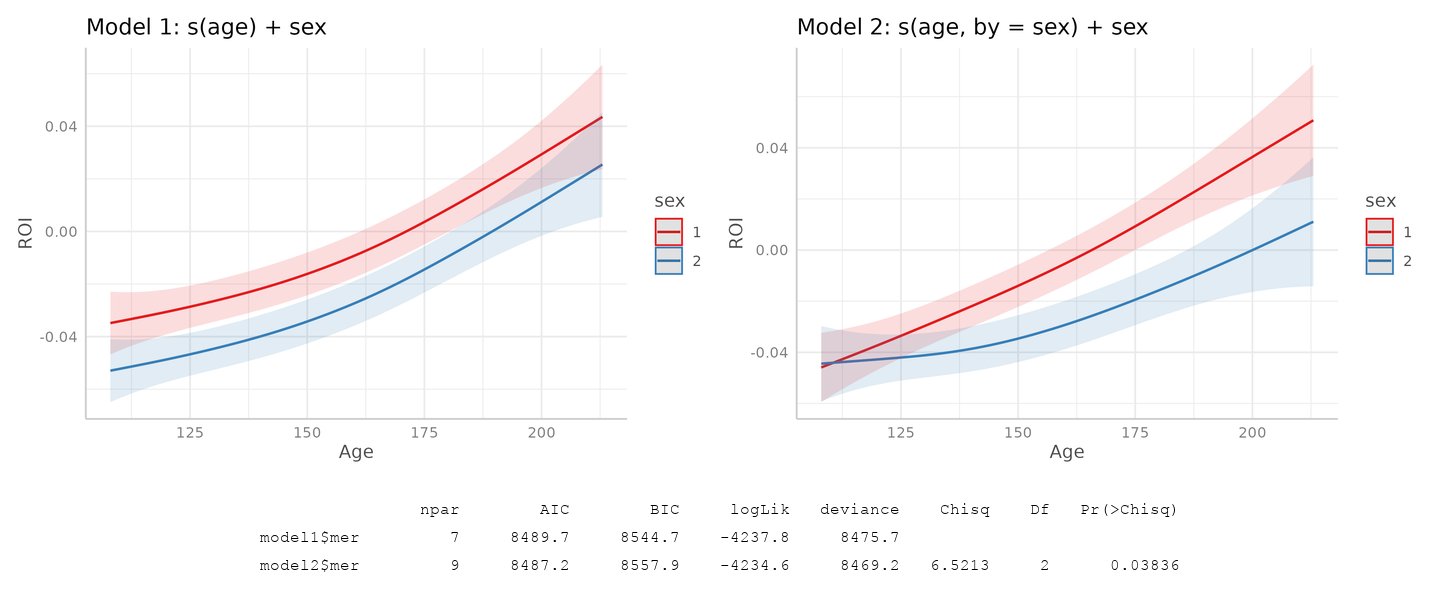 Model 1: s(age) + sex
0.04
0.00
-0.04
ROI
125 150 175 200
Age
sex
1
2
Model 2: s(age, by = sex) + sex
0.04
0.00
-0.04
ROI
125 150 175 200
Age
sex
1
2
npar AIC BIC logLik deviance Chisq Df Pr(>Chisq)
model1$mer 7 8489.7 8544.7 -4237.8 8475.7
model2$mer 9 8487.2 8557.9 -4234.6 8469.2 6.5213 2 0.03836